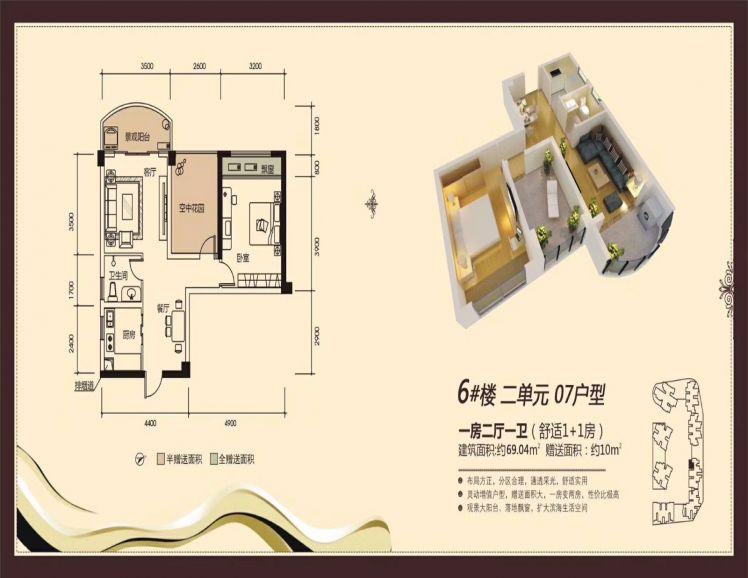 3500 2600 3200
景观阳台
1800
800
客厅
飘窗
空中花园
3500
3900
卧室
卫生间
1700
餐厅
厨房
2400
2900
排烟道
4400 4900
半赠送面积 全赠送面积
6#楼 二单元 07户型
一房二厅一卫（舒适1+1房）
建筑面积:约69.04m² 赠送面积：约10m²
● 布局方正，分区合理，通透采光，舒适实用
● 灵动增值户型，赠送面积大，一房变两房，性价比极高
● 观景大阳台、落地飘窗，扩大滨海生活空间